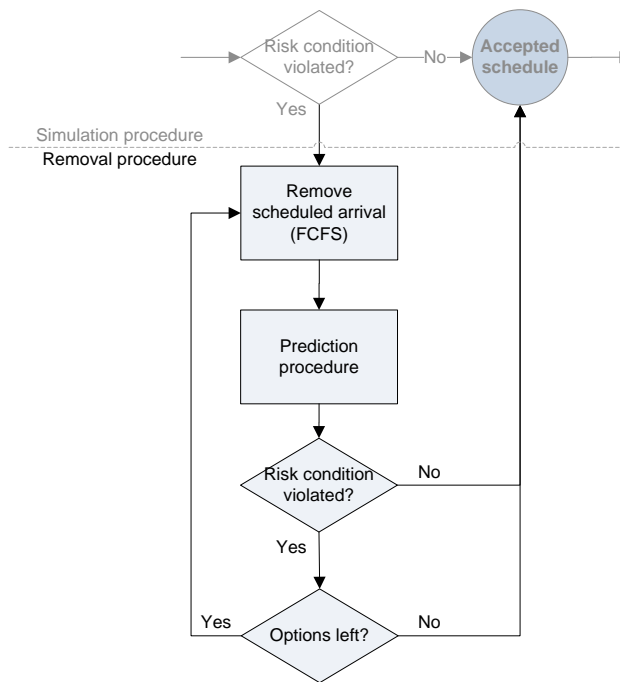 Risk condition
violated?
No
Accepted
schedule
Yes
Simulation procedure
Removal procedure
Remove
scheduled arrival
(FCFS)
Prediction
procedure
Risk condition
violated?
No
Yes
Yes
Options left?
No